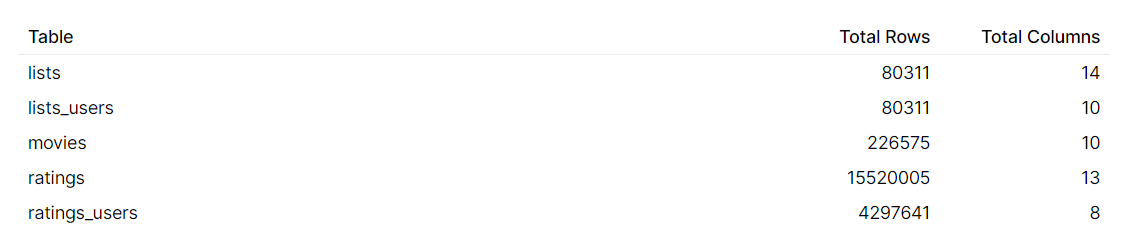 Table Total Rows Total Columns
lists 80311 14
lists_users 80311 10
movies 226575 10
ratings 15520005 13
ratings_users 4297641 8